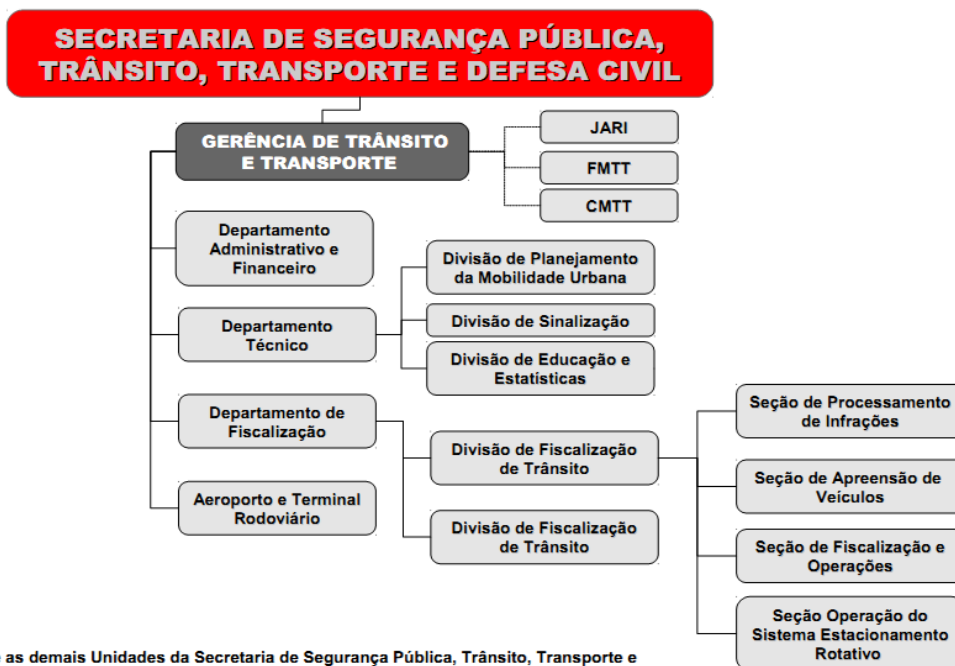 SECRETARIA DE SEGURANÇA PÚBLICA,
TRÂNSITO, TRANSPORTE E DEFESA CIVIL
GERÊNCIA DE TRÂNSITO
E TRANSPORTE
JARI
FMTT
CMTT
Departamento
Administrativo e
Financeiro
Departamento
Técnico
Divisão de Planejamento
da Mobilidade Urbana
Divisão de Sinalização
Divisão de Educação e
Estatísticas
Departamento de
Fiscalização
Divisão de Fiscalização
de Trânsito
Divisão de Fiscalização
de Trânsito
Seção de Processamento
de Infrações
Seção de Apreensão de
Veículos
Seção de Fiscalização e
Operações
Seção Operação do
Sistema Estacionamento
Rotativo
Aeroporto e Terminal
Rodoviário
as demais Unidades da Secretaria de Segurança Pública, Trânsito, Transporte e